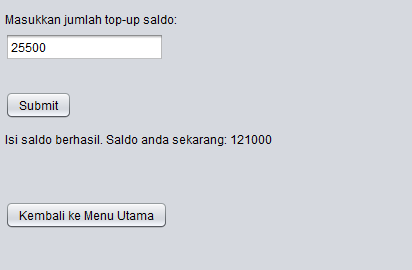 Masukkan jumlah top-up saldo:
25500
Submit
Isi saldo berhasil. Saldo anda sekarang: 121000
Kembali ke Menu Utama